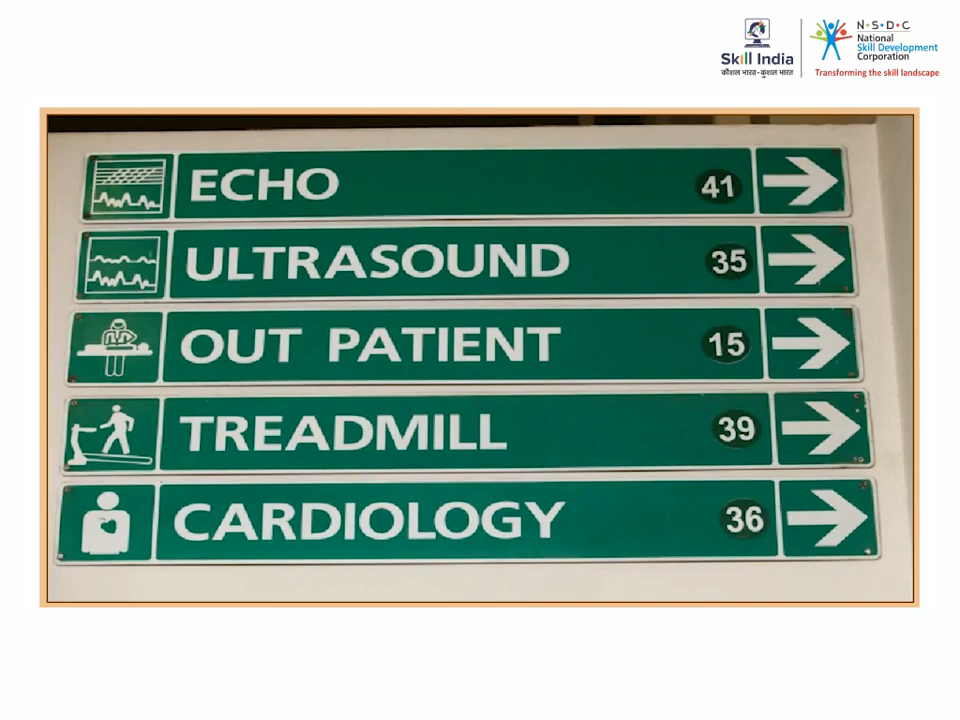 Skill India
कौशल भारत - कुशल भारत
N·S·D·C
National
Skill Development
Corporation
Transforming the skill landscape
ECHO 41
ULTRASOUND 35
OUT PATIENT 15
TREADMILL 39
CARDIOLOGY 36